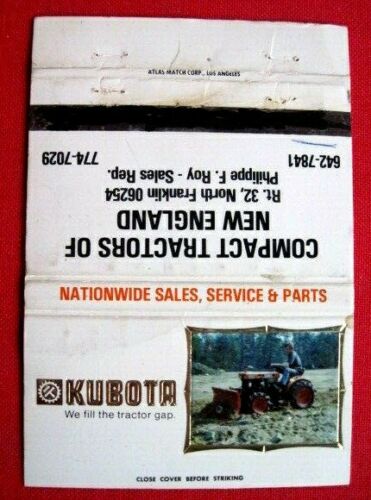 ATLAS MATCH CORP., LOS ANGELES
COMPACT TRACTORS OF
NEW ENGLAND
Rt. 32, North Franklin 06254
Philippe F. Roy - Sales Rep.
642-7841 774-7029
NATIONWIDE SALES, SERVICE & PARTS
KUBOTA
We fill the tractor gap.
CLOSE COVER BEFORE STRIKING